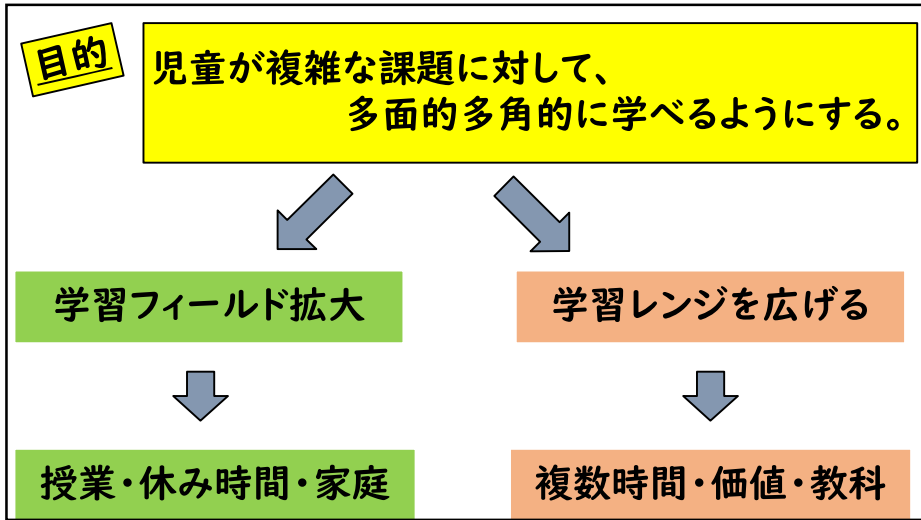 目的
児童が複雑な課題に対して、
多面的多角的に学べるようにする。
学習フィールド拡大
学習レンジを広げる
授業・休み時間・家庭
複数時間・価値・教科